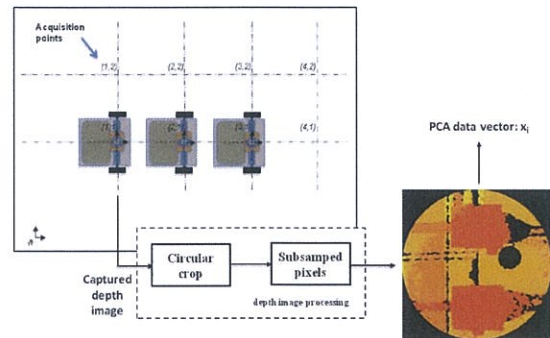 Acquisition
points
(1,2) (2,2) (3,2) (4,2)
(4,1)
PCA data vector: xᵢ
Captured
depth
image
Circular
crop
Subsamped
pixels
depth image processing